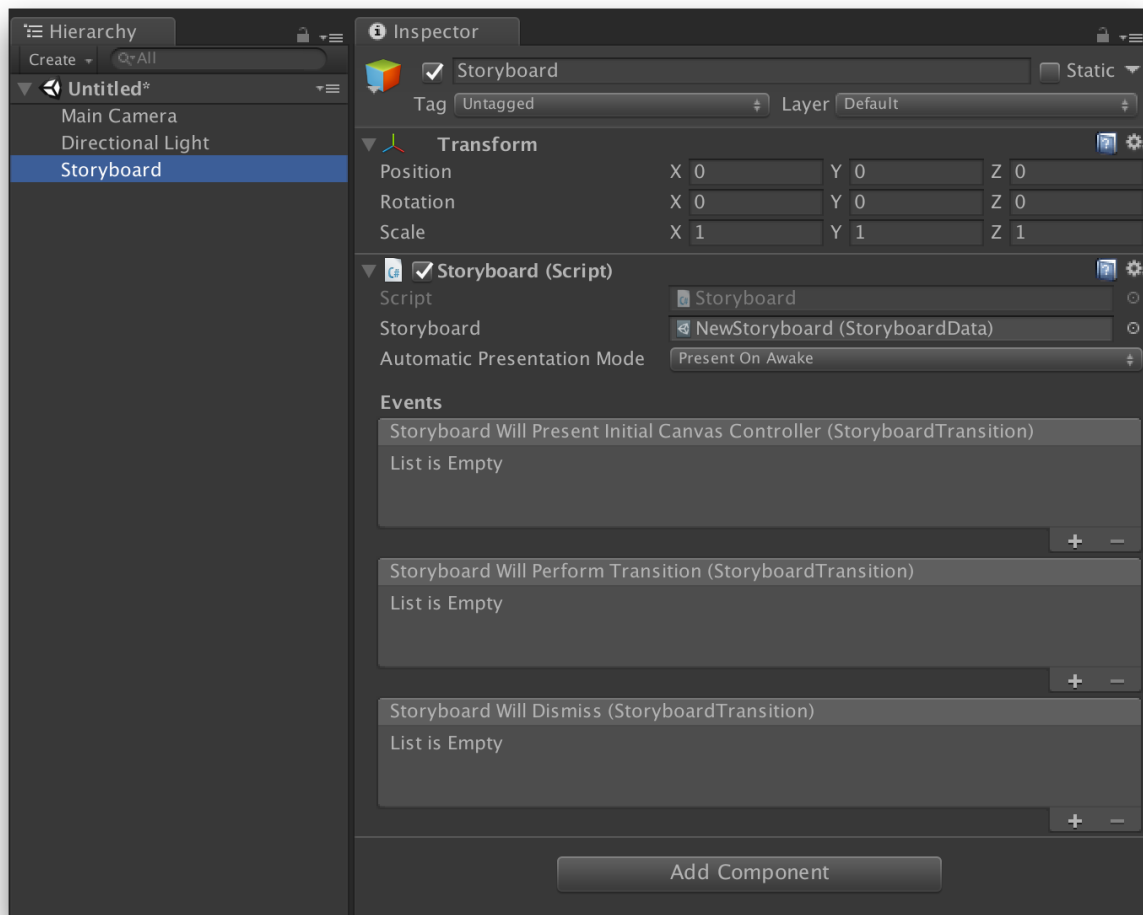 Hierarchy
Create
All
Untitled*
Main Camera
Directional Light
Storyboard
Inspector
Storyboard
Static
Tag Untagged Layer Default
Transform
Position X 0 Y 0 Z 0
Rotation X 0 Y 0 Z 0
Scale X 1 Y 1 Z 1
C# Storyboard (Script)
Script Storyboard
Storyboard NewStoryboard (StoryboardData)
Automatic Presentation Mode Present On Awake
Events
Storyboard Will Present Initial Canvas Controller (StoryboardTransition)
List is Empty
+ −
Storyboard Will Perform Transition (StoryboardTransition)
List is Empty
+ −
Storyboard Will Dismiss (StoryboardTransition)
List is Empty
+ −
Add Component